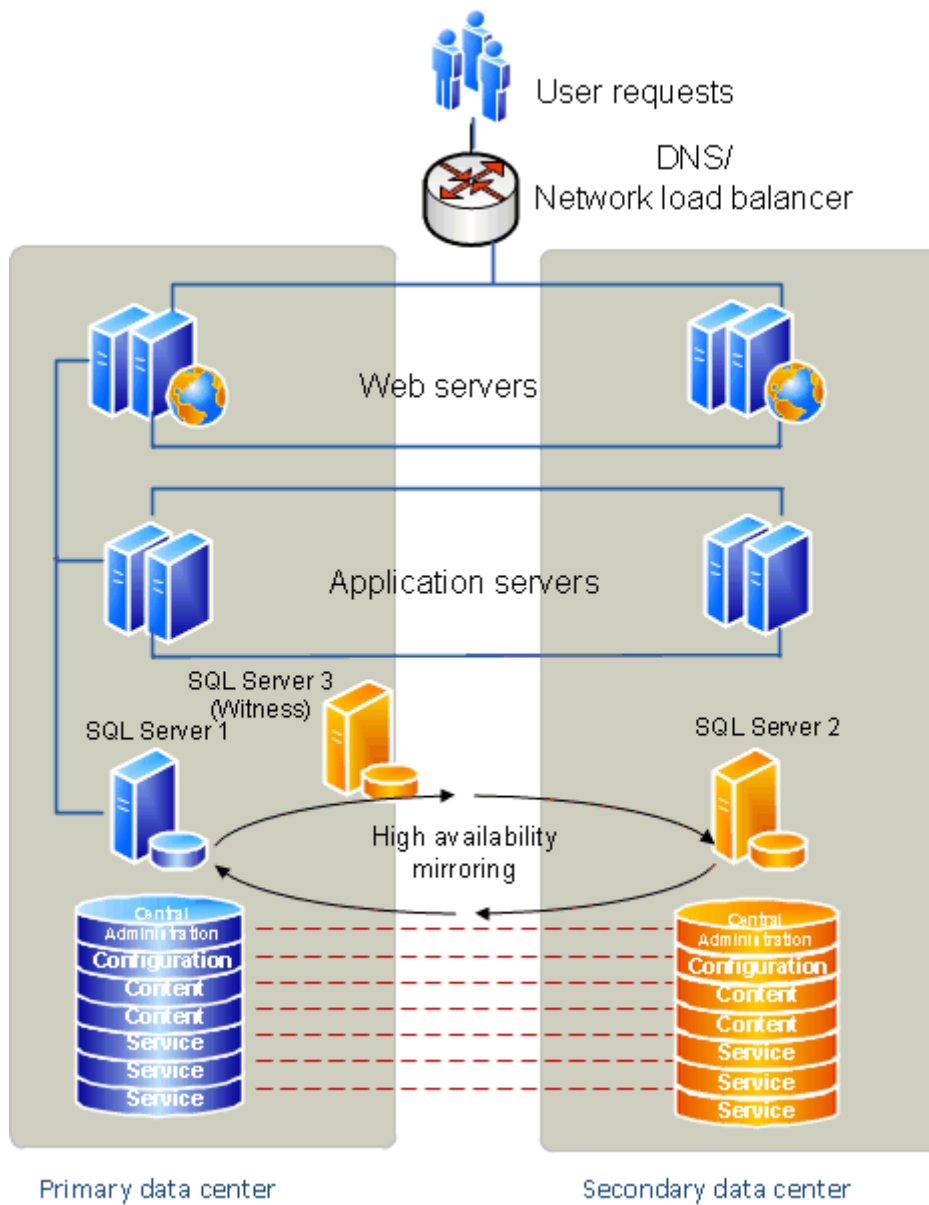 User requests
DNS/
Network load balancer
Web servers
Application servers
SQL Server 3
(Witness)
SQL Server 1
SQL Server 2
High availability
mirroring
Central
Administration
Configuration
Content
Content
Service
Service
Service
Central
Administration
Configuration
Content
Content
Service
Service
Service
Primary data center
Secondary data center